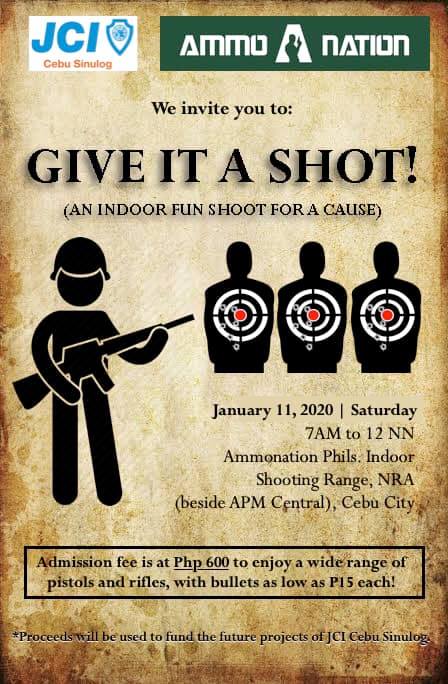 JCI
Cebu Sinulog
AMMO NATION
We invite you to:
GIVE IT A SHOT!
(AN INDOOR FUN SHOOT FOR A CAUSE)
January 11, 2020 | Saturday
7AM to 12 NN
Ammonation Phils. Indoor
Shooting Range, NRA
(beside APM Central), Cebu City
Admission fee is at Php 600 to enjoy a wide range of
pistols and rifles, with bullets as low as P15 each!
*Proceeds will be used to fund the future projects of JCI Cebu Sinulog.